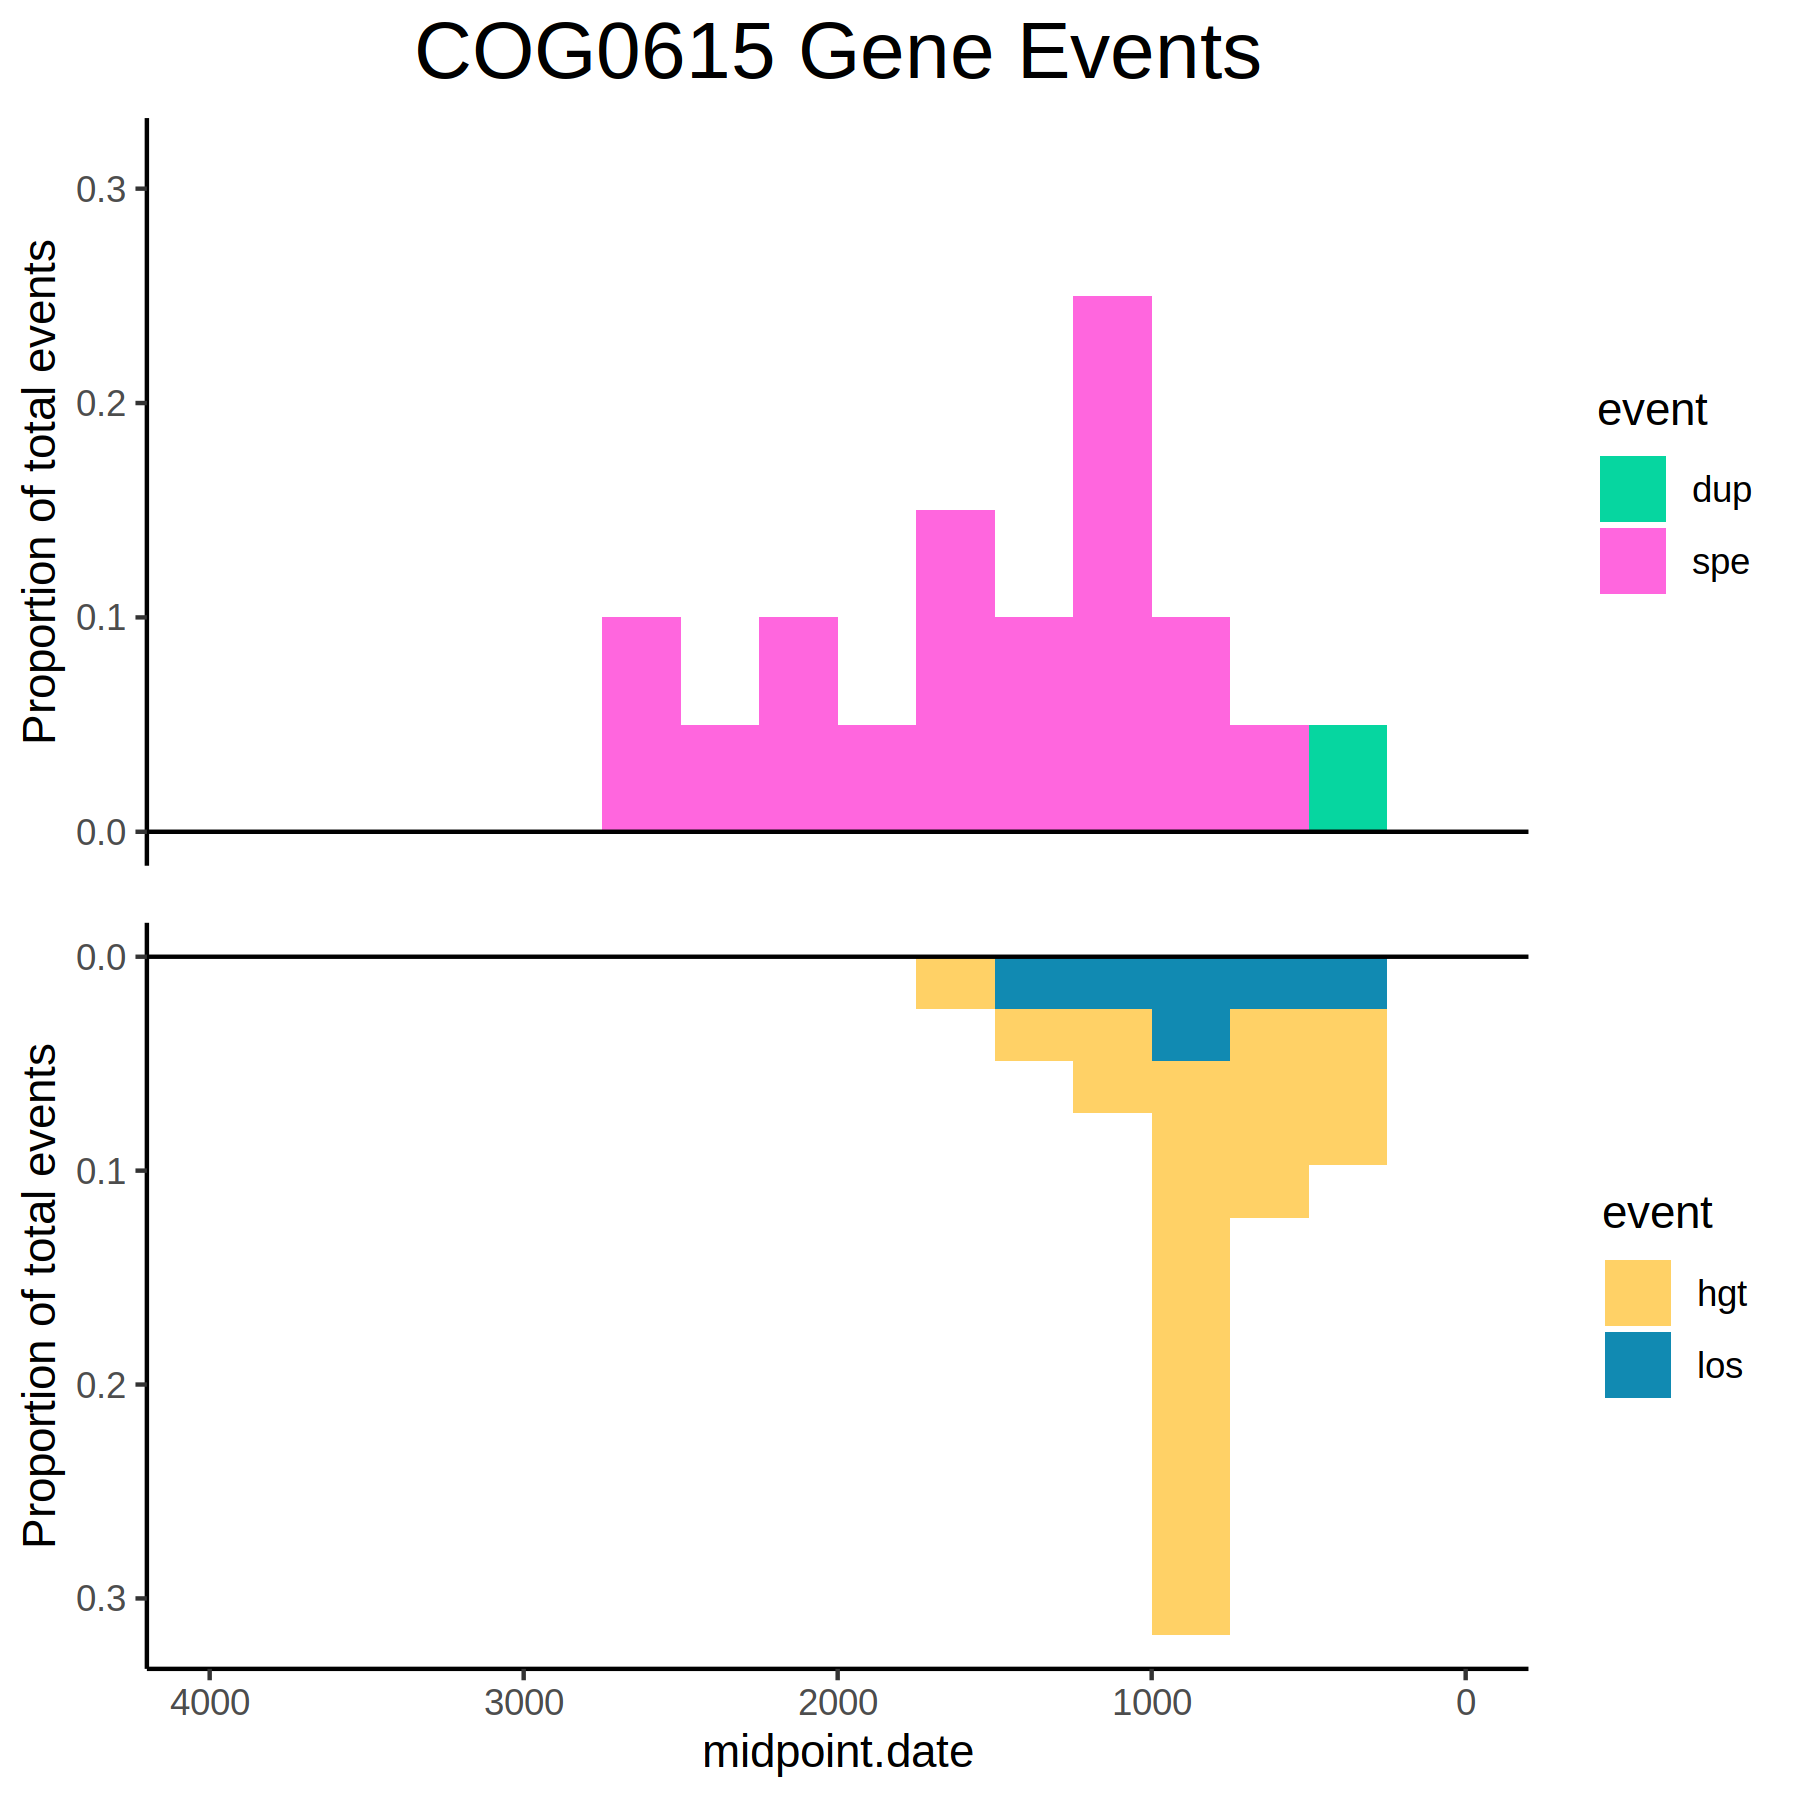 COG0615 Gene Events
Proportion of total events
0.3
0.2
0.1
0.0
event
dup
spe
Proportion of total events
0.0
0.1
0.2
0.3
event
hgt
los
4000 3000 2000 1000 0
midpoint.date